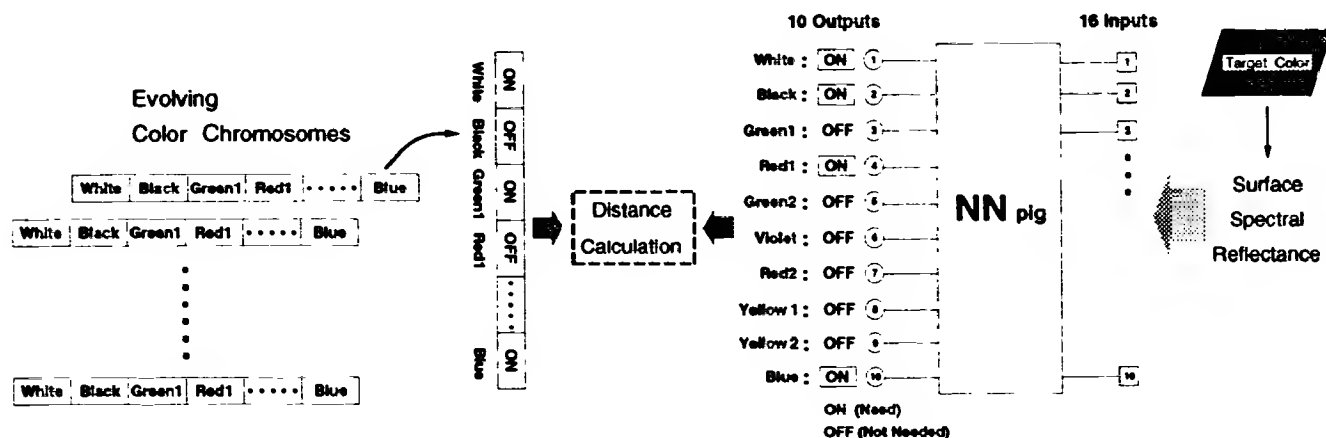 Evolving
Color Chromosomes
White Black Green1 Red1 ····· Blue
White Black Green1 Red1 ····· Blue
White Black Green1 Red1 ····· Blue
White ON
Black OFF
Green1 ON
Red1 OFF
·····
Blue ON
Distance
Calculation
10 Outputs
White : ON 1
Black : ON 2
Green1 : OFF 3
Red1 : ON 4
Green2 : OFF 5
Violet : OFF 6
Red2 : OFF 7
Yellow 1 : OFF 8
Yellow 2 : OFF 9
Blue : ON 10
ON (Need)
OFF (Not Needed)
NN pig
16 Inputs
1
2
3
16
Target Color
Surface
Spectral
Reflectance